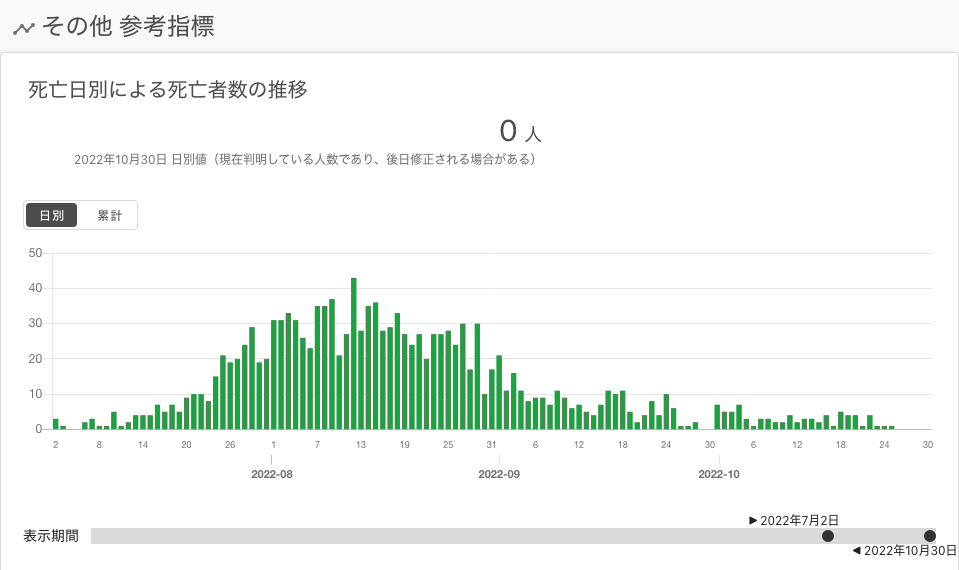 その他 参考指標
死亡日別による死亡者数の推移
0 人
2022年10月30日 日別値（現在判明している人数であり、後日修正される場合がある）
日別 累計
50
40
30
20
10
0
2 8 14 20 26 1 7 13 19 25 31 6 12 18 24 30 6 12 18 24 30
2022-08 2022-09 2022-10
▶ 2022年7月2日
表示期間
◀ 2022年10月30日